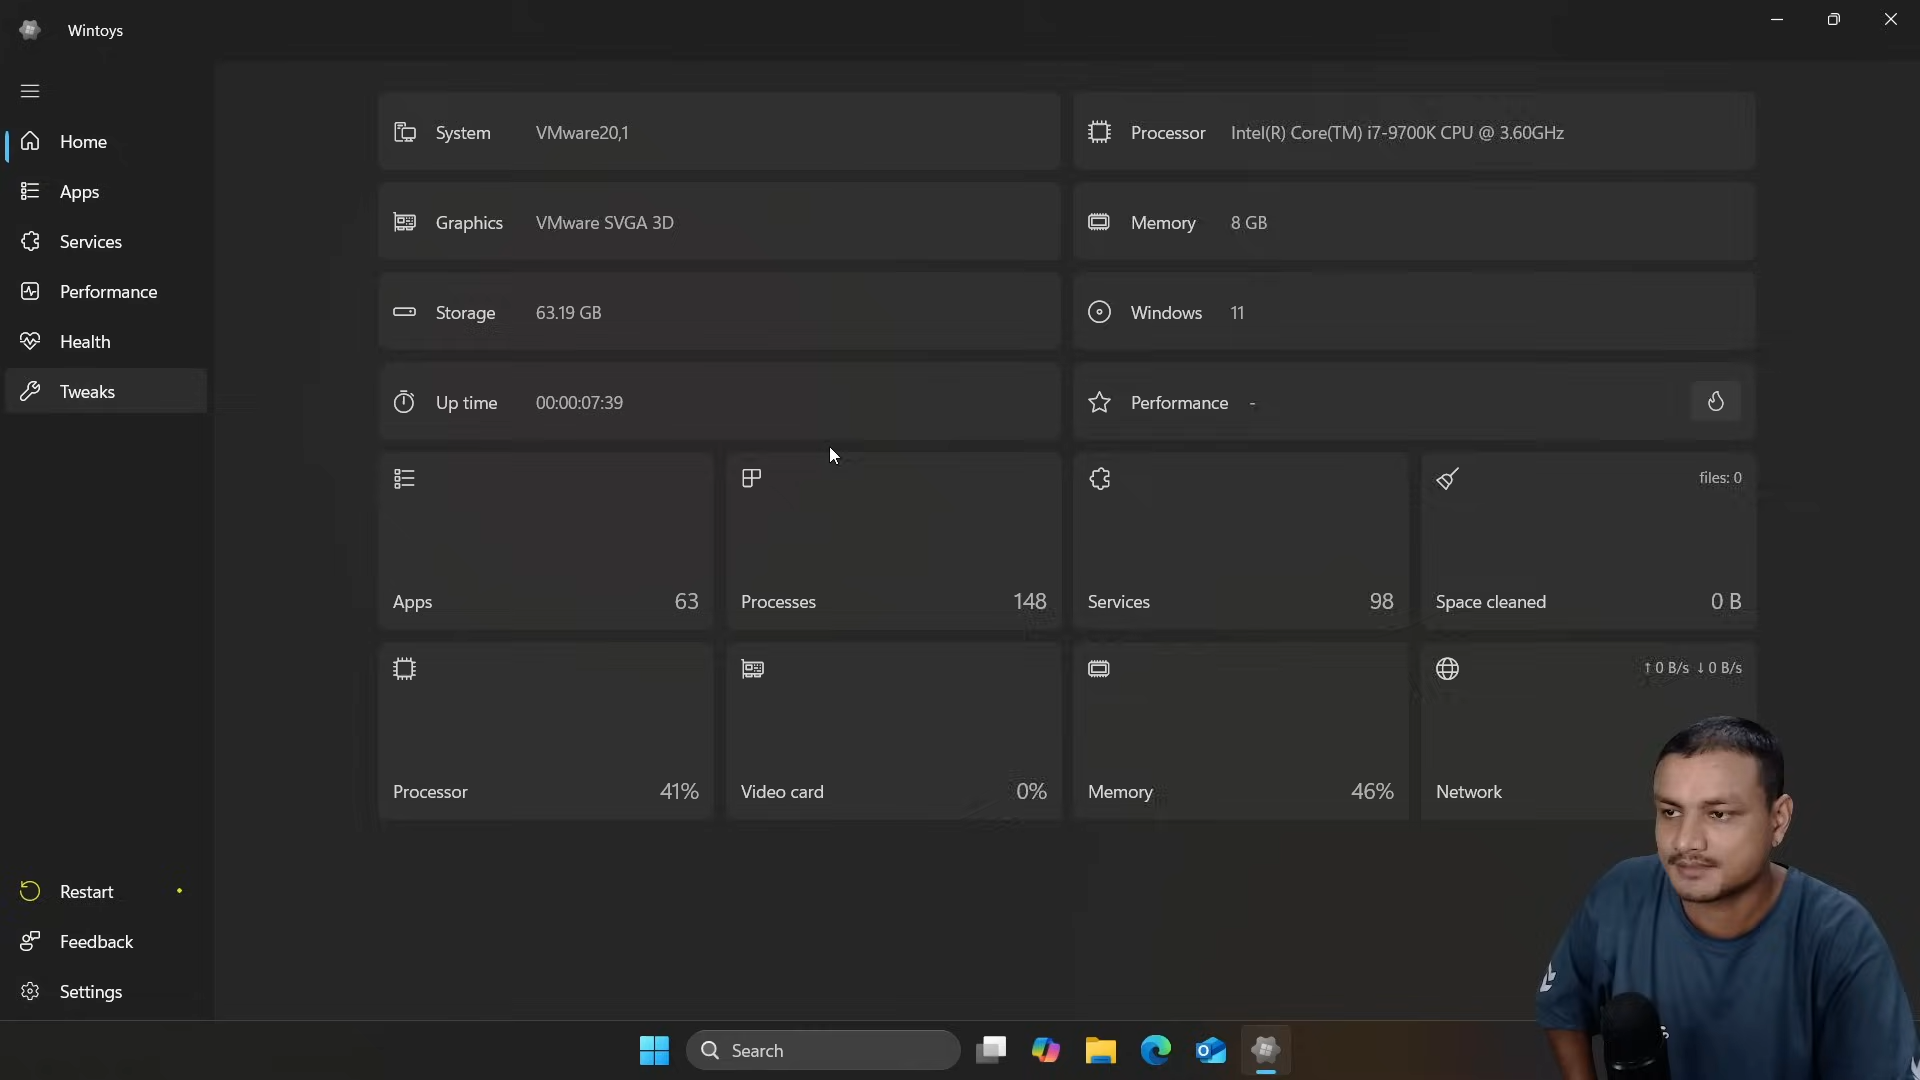 Wintoys
Home
Apps
Services
Performance
Health
Tweaks
Restart
Feedback
Settings
System VMware20,1
Processor Intel(R) Core(TM) i7-9700K CPU @ 3.60GHz
Graphics VMware SVGA 3D
Memory 8 GB
Storage 63.19 GB
Windows 11
Up time 00:00:07:39
Performance -
Apps 63
Processes 148
Services 98
files: 0
Space cleaned 0 B
Processor 41%
Video card 0%
Memory 46%
↑ 0 B/s ↓ 0 B/s
Network
Search